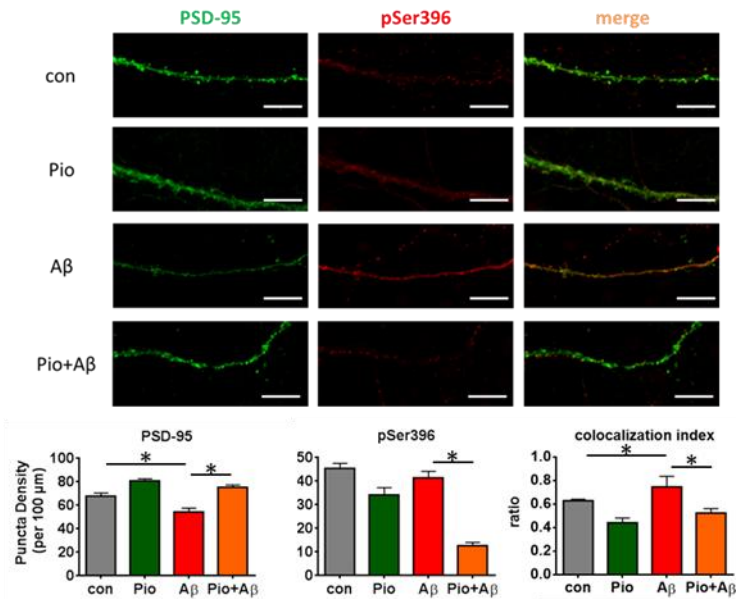 PSD-95 pSer396 merge
con
Pio
Aβ
Pio+Aβ
PSD-95
Puncta Density
(per 100 μm)
100
80
60
40
20
0
con Pio Aβ Pio+Aβ
*
*
pSer396
50
40
30
20
10
0
con Pio Aβ Pio+Aβ
*
colocalization index
ratio
1.0
0.8
0.6
0.4
0.2
0.0
con Pio Aβ Pio+Aβ
*
*